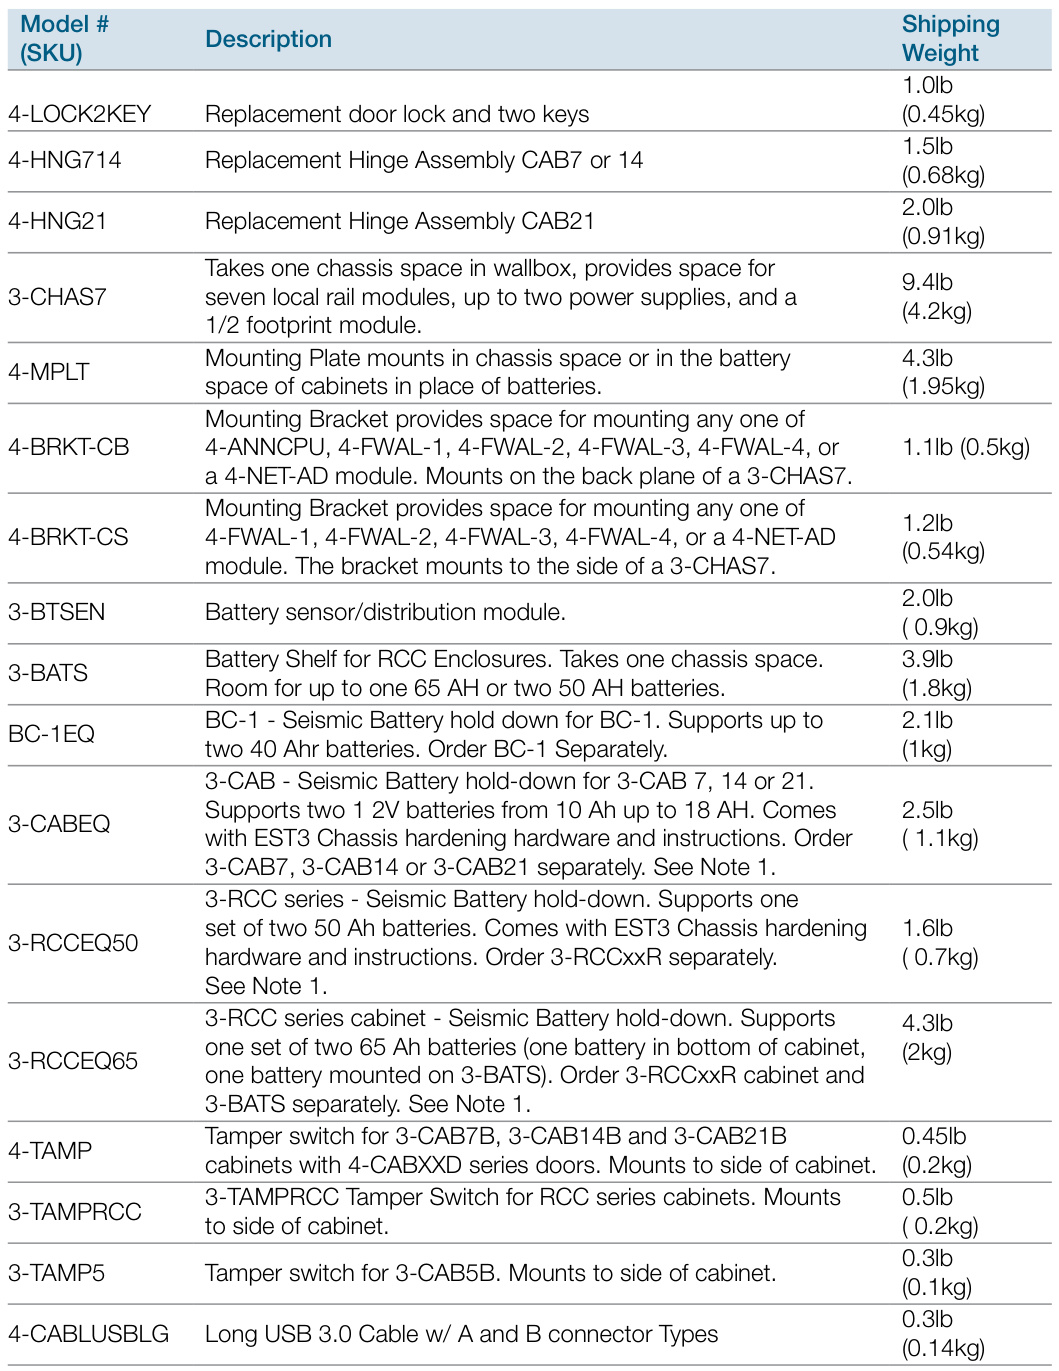 Model #
(SKU)
Description
Shipping
Weight
4-LOCK2KEY
Replacement door lock and two keys
1.0lb
(0.45kg)
4-HNG714
Replacement Hinge Assembly CAB7 or 14
1.5lb
(0.68kg)
4-HNG21
Replacement Hinge Assembly CAB21
2.0lb
(0.91kg)
3-CHAS7
Takes one chassis space in wallbox, provides space for
seven local rail modules, up to two power supplies, and a
1/2 footprint module.
9.4lb
(4.2kg)
4-MPLT
Mounting Plate mounts in chassis space or in the battery
space of cabinets in place of batteries.
4.3lb
(1.95kg)
4-BRKT-CB
Mounting Bracket provides space for mounting any one of
4-ANNCPU, 4-FWAL-1, 4-FWAL-2, 4-FWAL-3, 4-FWAL-4, or
a 4-NET-AD module. Mounts on the back plane of a 3-CHAS7.
1.1lb (0.5kg)
4-BRKT-CS
Mounting Bracket provides space for mounting any one of
4-FWAL-1, 4-FWAL-2, 4-FWAL-3, 4-FWAL-4, or a 4-NET-AD
module. The bracket mounts to the side of a 3-CHAS7.
1.2lb
(0.54kg)
3-BTSEN
Battery sensor/distribution module.
2.0lb
( 0.9kg)
3-BATS
Battery Shelf for RCC Enclosures. Takes one chassis space.
Room for up to one 65 AH or two 50 AH batteries.
3.9lb
(1.8kg)
BC-1EQ
BC-1 - Seismic Battery hold down for BC-1. Supports up to
two 40 Ahr batteries. Order BC-1 Separately.
2.1lb
(1kg)
3-CABEQ
3-CAB - Seismic Battery hold-down for 3-CAB 7, 14 or 21.
Supports two 1 2V batteries from 10 Ah up to 18 AH. Comes
with EST3 Chassis hardening hardware and instructions. Order
3-CAB7, 3-CAB14 or 3-CAB21 separately. See Note 1.
2.5lb
( 1.1kg)
3-RCCEQ50
3-RCC series - Seismic Battery hold-down. Supports one
set of two 50 Ah batteries. Comes with EST3 Chassis hardening
hardware and instructions. Order 3-RCCxxR separately.
See Note 1.
1.6lb
( 0.7kg)
3-RCCEQ65
3-RCC series cabinet - Seismic Battery hold-down. Supports
one set of two 65 Ah batteries (one battery in bottom of cabinet,
one battery mounted on 3-BATS). Order 3-RCCxxR cabinet and
3-BATS separately. See Note 1.
4.3lb
(2kg)
4-TAMP
Tamper switch for 3-CAB7B, 3-CAB14B and 3-CAB21B
cabinets with 4-CABXXD series doors. Mounts to side of cabinet.
0.45lb
(0.2kg)
3-TAMPRCC
3-TAMPRCC Tamper Switch for RCC series cabinets. Mounts
to side of cabinet.
0.5lb
( 0.2kg)
3-TAMP5
Tamper switch for 3-CAB5B. Mounts to side of cabinet.
0.3lb
(0.1kg)
4-CABLUSBLG
Long USB 3.0 Cable w/ A and B connector Types
0.3lb
(0.14kg)